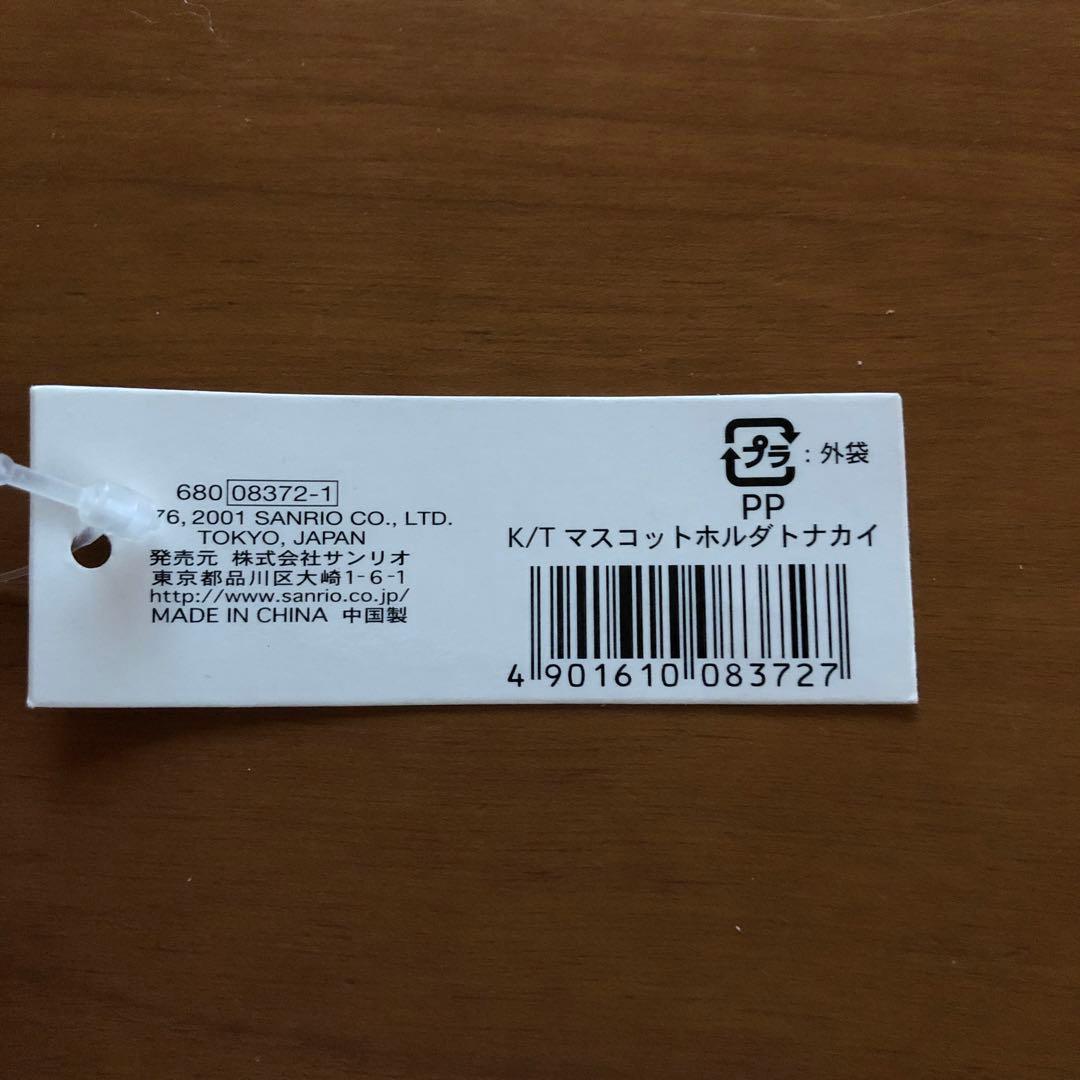 680 08372-1
76, 2001 SANRIO CO., LTD.
TOKYO, JAPAN
発売元 株式会社サンリオ
東京都品川区大崎1-6-1
http://www.sanrio.co.jp/
MADE IN CHINA 中国製
プラ : 外袋
PP
K/T マスコットホルダトナカイ
4 901610 083727